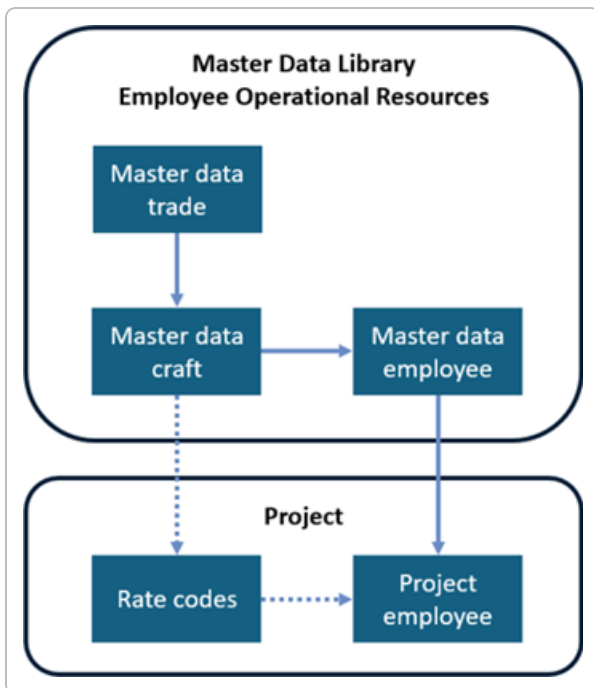 Master Data Library
Employee Operational Resources
Master data
trade
Master data
craft
Master data
employee
Project
Rate codes
Project
employee